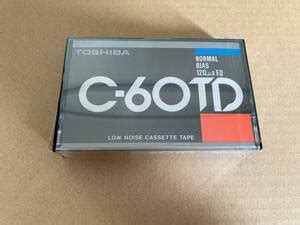 TOSHIBA
NORMAL
BIAS
120μs EQ
C-60TD
LOW NOISE CASSETTE TAPE